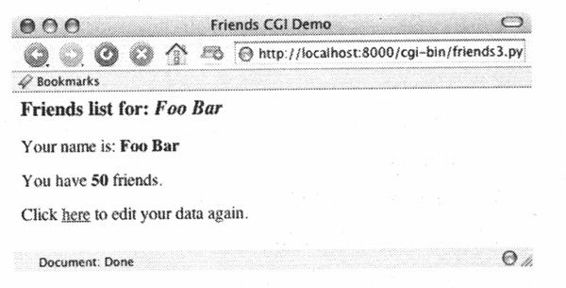 Friends CGI Demo
http://localhost:8000/cgi-bin/friends3.py
Bookmarks
Friends list for: Foo Bar
Your name is: Foo Bar
You have 50 friends.
Click here to edit your data again.
Document: Done